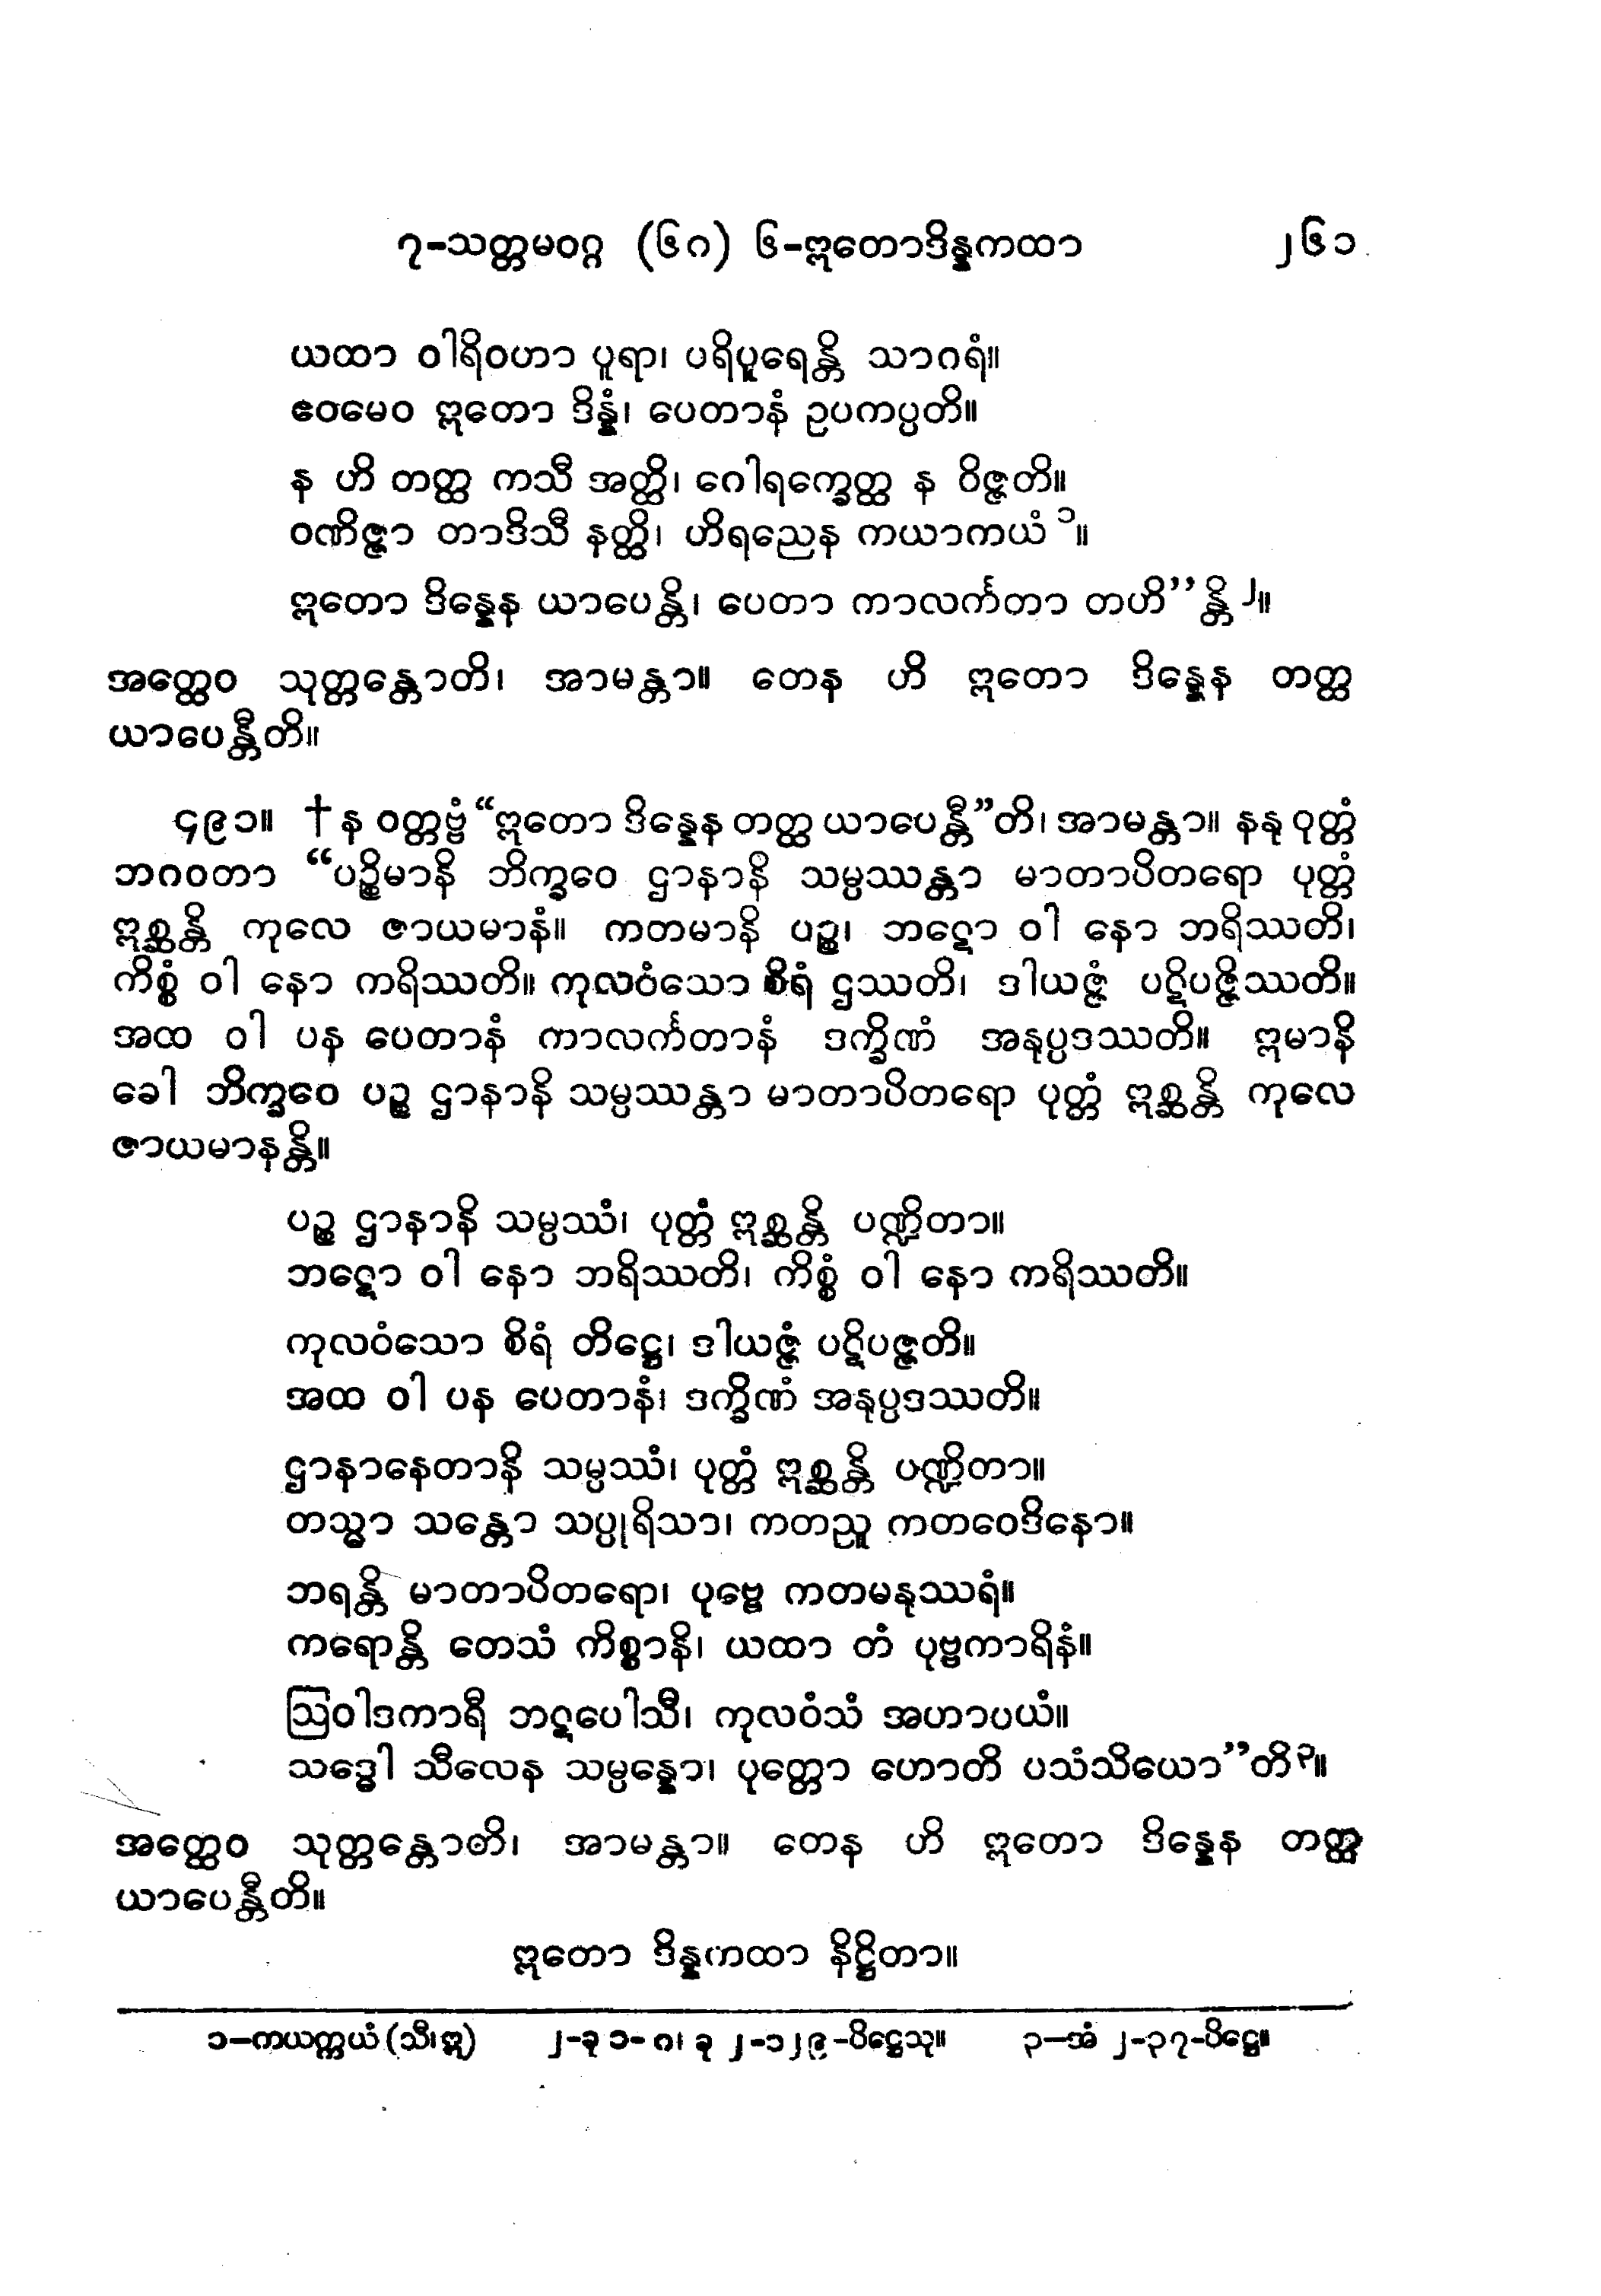 ၇-သတ္တမဝဂ္ဂ (၆ဂ) ၆-ဣတောဒိန္နကထာ ၂၆၁
ယထာ ဝါရိဝဟာ ပူရာ၊ ပရိပူရေန္တိ သာဂရံ။
ဧဝမေဝ ဣတော ဒိန္နံ၊ ပေတာနံ ဥပကပ္ပတိ။
န ဟိ တတ္ထ ကသီ အတ္ထိ၊ ဂေါရက္ခေတ္ထ န ဝိဇ္ဇတိ။
ဝဏိဇ္ဇာ တာဒိသီ နတ္ထိ၊ ဟိရညေန ကယာကယံ ၁။
ဣတော ဒိန္နေန ယာပေန္တိ၊ ပေတာ ကာလင်္ကတာ တဟိ”န္တိ ၂။
အတ္ထေဝ သုတ္တန္တောတိ၊ အာမန္တာ။ တေန ဟိ ဣတော ဒိန္နေန တတ္ထ
ယာပေန္တီတိ။
၄၉၁။ †န ဝတ္တဗ္ဗံ “ဣတော ဒိန္နေန တတ္ထ ယာပေန္တီ”တိ၊ အာမန္တာ။ နနု ဝုတ္တံ
ဘဂဝတာ “ပဉ္စိမာနိ ဘိက္ခဝေ ဌာနာနိ သမ္ပဿန္တာ မာတာပိတရော ပုတ္တံ
ဣစ္ဆန္တိ ကုလေ ဇာယမာနံ။ ကတမာနိ ပဉ္စ၊ ဘဋော ဝါ နော ဘရိဿတိ၊
ကိစ္စံ ဝါ နော ကရိဿတိ။ ကုလဝံသော စိရံ ဌဿတိ၊ ဒါယဇ္ဇံ ပဋိပဇ္ဇိဿတိ။
အထ ဝါ ပန ပေတာနံ ကာလင်္ကတာနံ ဒက္ခိဏံ အနုပ္ပဒဿတိ။ ဣမာနိ
ခေါ ဘိက္ခဝေ ပဉ္စ ဌာနာနိ သမ္ပဿန္တာ မာတာပိတရော ပုတ္တံ ဣစ္ဆန္တိ ကုလေ
ဇာယမာနန္တိ။
ပဉ္စ ဌာနာနိ သမ္ပဿံ၊ ပုတ္တံ ဣစ္ဆန္တိ ပဏ္ဍိတာ။
ဘဋော ဝါ နော ဘရိဿတိ၊ ကိစ္စံ ဝါ နော ကရိဿတိ။
ကုလဝံသော စိရံ တိဋ္ဌေ၊ ဒါယဇ္ဇံ ပဋိပဇ္ဇတိ။
အထ ဝါ ပန ပေတာနံ၊ ဒက္ခိဏံ အနုပ္ပဒဿတိ။
ဌာနာနေတာနိ သမ္ပဿံ၊ ပုတ္တံ ဣစ္ဆန္တိ ပဏ္ဍိတာ။
တသ္မာ သန္တော သပ္ပုရိသာ၊ ကတညူ ကတဝေဒိနော။
ဘရန္တိ မာတာပိတရော၊ ပုဗ္ဗေ ကတမနုဿရံ။
ကရောန္တိ တေသံ ကိစ္စာနိ၊ ယထာ တံ ပုဗ္ဗကာရိနံ။
ဩဝါဒကာရီ ဘဋပေါသီ၊ ကုလဝံသံ အဟာပယံ။
သဒ္ဓေါ သီလေန သမ္ပန္နော၊ ပုတ္တော ဟောတိ ပသံသိယော”တိ၃။
အတ္ထေဝ သုတ္တန္တောတိ၊ အာမန္တာ။ တေန ဟိ ဣတော ဒိန္နေန တတ္ထ
ယာပေန္တီတိ။
ဣတော ဒိန္နကထာ နိဋ္ဌိတာ။
၁–ကယက္ကယံ (သီ၊ဣ) ၂-ခု ၁- ဂ၊ ခု ၂-၁၂၉-ပိဋ္ဌေသု။ ၃–အံ ၂-၃၇-ပိဋ္ဌေ။